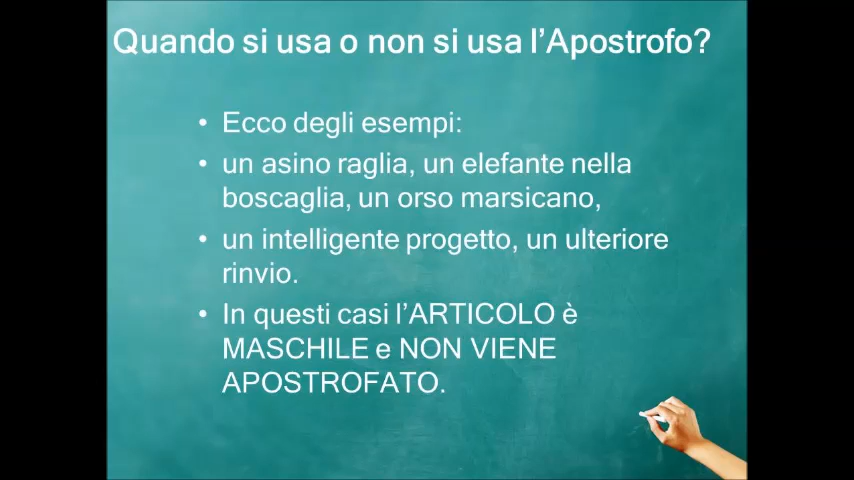 Quando si usa o non si usa l’Apostrofo?
• Ecco degli esempi:
• un asino raglia, un elefante nella
boscaglia, un orso marsicano,
• un intelligente progetto, un ulteriore
rinvio.
• In questi casi l’ARTICOLO è
MASCHILE e NON VIENE
APOSTROFATO.